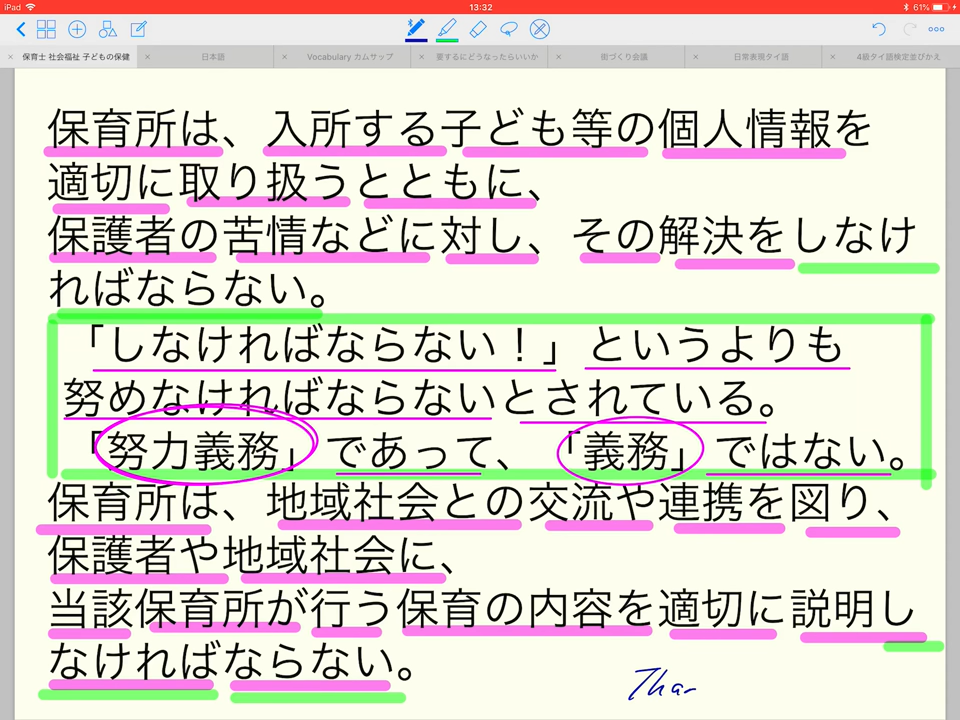 iPad 13:32 61%
保育士 社会福祉 子どもの保健 日本語 Vocabulary カムサップ 要するにどうなったらいいか 街づくり会議 日常表現タイ語 4級タイ語検定並びかえ
保育所は、入所する子ども等の個人情報を
適切に取り扱うとともに、
保護者の苦情などに対し、その解決をしなけ
ればならない。
「しなければならない！」というよりも
努めなければならないとされている。
「努力義務」であって、「義務」ではない。
保育所は、地域社会との交流や連携を図り、
保護者や地域社会に、
当該保育所が行う保育の内容を適切に説明し
なければならない。